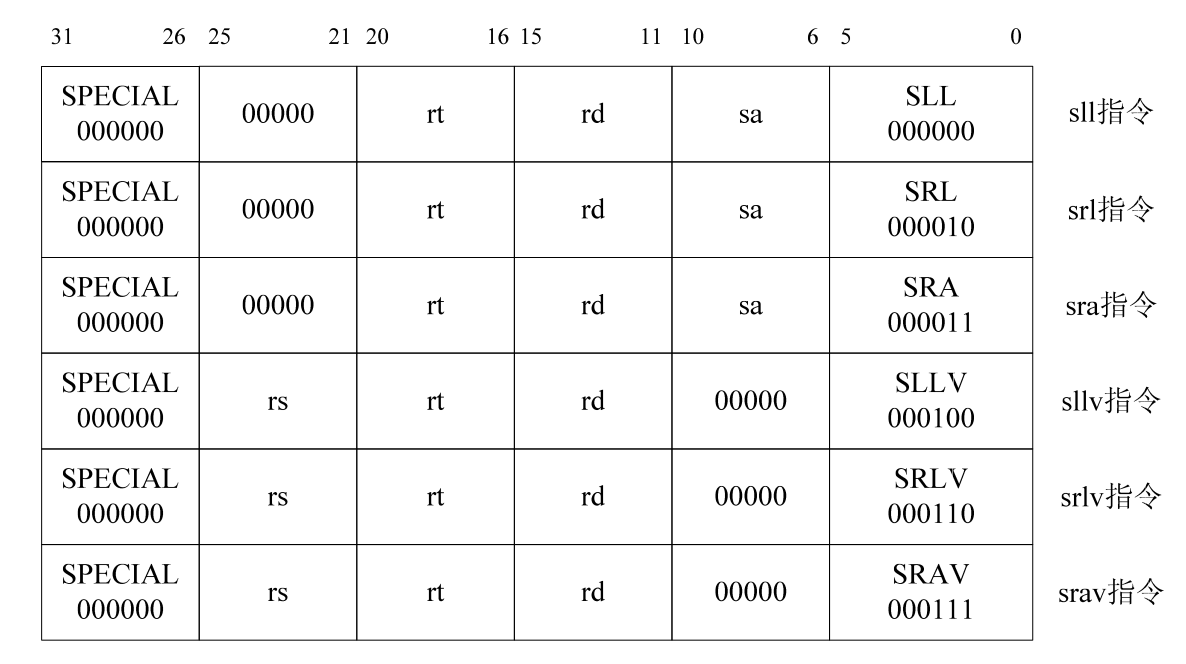 31 26 25 21 20 16 15 11 10 6 5 0
SPECIAL SLL
000000 00000 rt rd sa 000000 sll指令
SPECIAL SRL
000000 00000 rt rd sa 000010 srl指令
SPECIAL SRA
000000 00000 rt rd sa 000011 sra指令
SPECIAL SLLV
000000 rs rt rd 00000 000100 sllv指令
SPECIAL SRLV
000000 rs rt rd 00000 000110 srlv指令
SPECIAL SRAV
000000 rs rt rd 00000 000111 srav指令